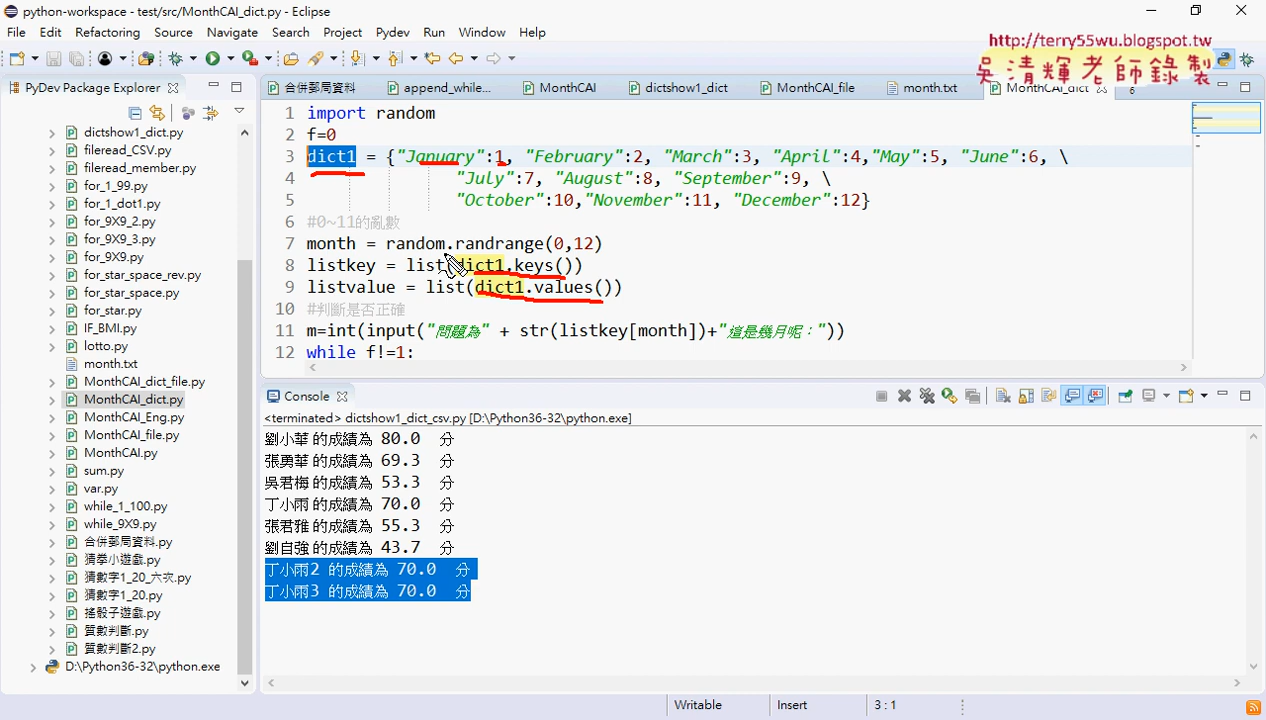 python-workspace - test/src/MonthCAI_dict.py - Eclipse
File Edit Refactoring Source Navigate Search Project Pydev Run Window Help
http://terry55wu.blogspot.tw
吳清輝老師錄製
PyDev Package Explorer
合併郵局資料 append_while... MonthCAI dictshow1_dict MonthCAI_file month.txt MonthCAI_dict
dictshow1_dict.py
fileread_CSV.py
fileread_member.py
for_1_99.py
for_1_dot1.py
for_9X9_2.py
for_9X9_3.py
for_9X9.py
for_star_space_rev.py
for_star_space.py
for_star.py
IF_BMI.py
lotto.py
month.txt
MonthCAI_dict_file.py
MonthCAI_dict.py
MonthCAI_Eng.py
MonthCAI_file.py
MonthCAI.py
sum.py
var.py
while_1_100.py
while_9X9.py
合併郵局資料.py
猜拳小遊戲.py
猜數字1_20_六次.py
猜數字1_20.py
搖骰子遊戲.py
質數判斷.py
質數判斷2.py
D:\Python36-32\python.exe
1 import random
2 f=0
3 dict1 = {"January":1, "February":2, "March":3, "April":4,"May":5, "June":6, \
4 "July":7, "August":8, "September":9, \
5 "October":10,"November":11, "December":12}
6 #0~11的亂數
7 month = random.randrange(0,12)
8 listkey = list(dict1.keys())
9 listvalue = list(dict1.values())
10 #判斷是否正確
11 m=int(input("問題為" + str(listkey[month])+"這是幾月呢："))
12 while f!=1:
Console
<terminated> dictshow1_dict_csv.py [D:\Python36-32\python.exe]
劉小華 的成績為 80.0 分
張勇華 的成績為 69.3 分
吳君梅 的成績為 53.3 分
丁小雨 的成績為 70.0 分
張君雅 的成績為 55.3 分
劉自強 的成績為 43.7 分
丁小雨2 的成績為 70.0 分
丁小雨3 的成績為 70.0 分
Writable Insert 3 : 1